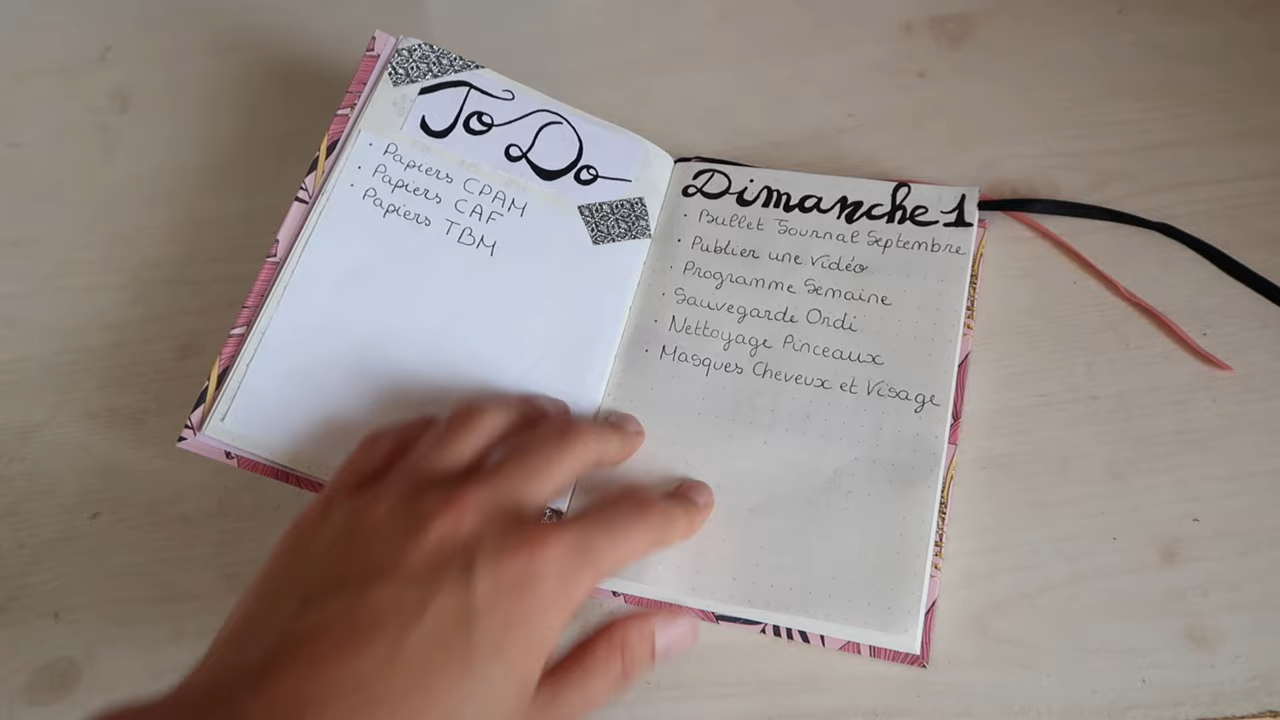 To Do
· Papiers CPAM
· Papiers CAF
· Papiers TBM
Dimanche 1
· Bullet Journal Septembre
· Publier une vidéo
· Programme Semaine
· Sauvegarde Ordi
· Nettoyage Pinceaux
· Masques Cheveux et Visage